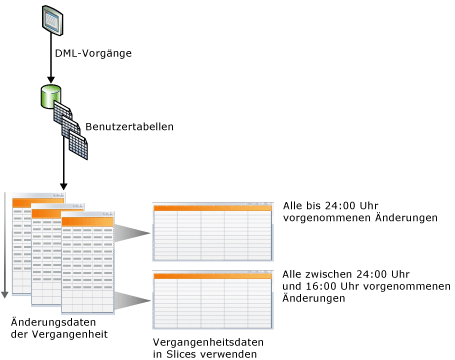 DML-Vorgänge
Benutzertabellen
Alle bis 24:00 Uhr
vorgenommenen Änderungen
Alle zwischen 24:00 Uhr
und 16:00 Uhr vorgenommenen
Änderungen
Änderungsdaten
der Vergangenheit
Vergangenheitsdaten
in Slices verwenden